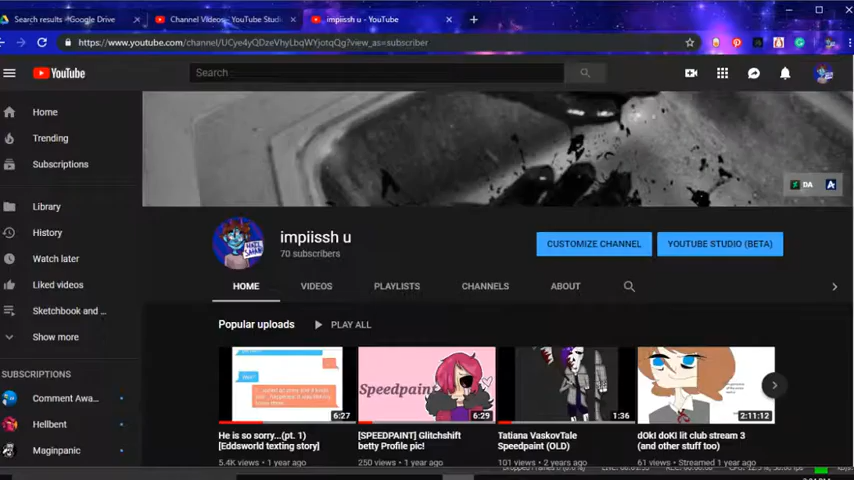 Search results - Google Drive
Channel Videos - YouTube Studi
impiissh u - YouTube
https://www.youtube.com/channel/UCye4yQDzeVhyLbqWYjotqQg?view_as=subscriber
YouTube
Search
Home
Trending
Subscriptions
Library
History
Watch later
Liked videos
Sketchbook and ...
Show more
SUBSCRIPTIONS
Comment Awa...
Hellbent
Maginpanic
DA
impiissh u
70 subscribers
CUSTOMIZE CHANNEL
YOUTUBE STUDIO (BETA)
HOME
VIDEOS
PLAYLISTS
CHANNELS
ABOUT
Popular uploads
PLAY ALL
6:27
He is so sorry...(pt. 1)
[Eddsworld texting story]
5.4K views • 1 year ago
Speedpaint
6:29
[SPEEDPAINT] Glitchshift
betty Profile pic!
250 views • 1 year ago
1:36
Tatiana VaskovTale
Speedpaint (OLD)
101 views • 2 years ago
2:11:12
dOki doKI lit club stream 3
(and other stuff too)
61 views • Streamed 1 year ago